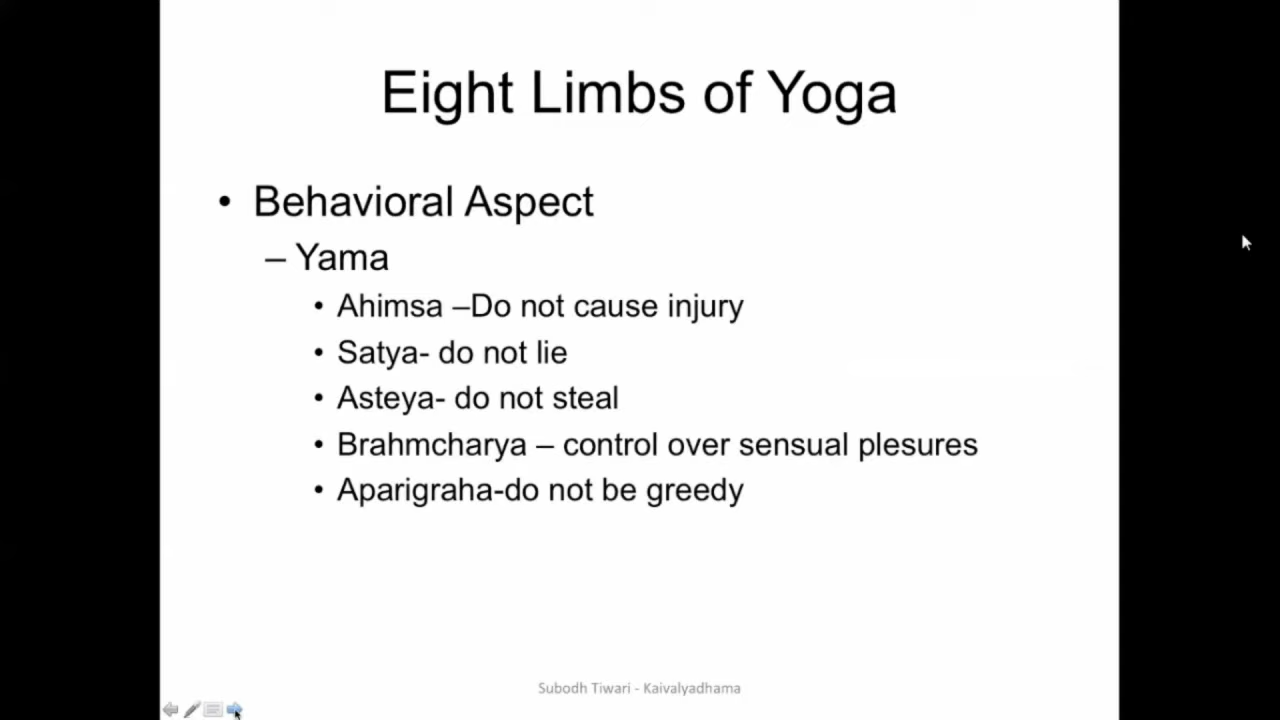 Eight Limbs of Yoga
• Behavioral Aspect
– Yama
• Ahimsa –Do not cause injury
• Satya- do not lie
• Asteya- do not steal
• Brahmcharya – control over sensual plesures
• Aparigraha-do not be greedy
Subodh Tiwari - Kaivalyadhama